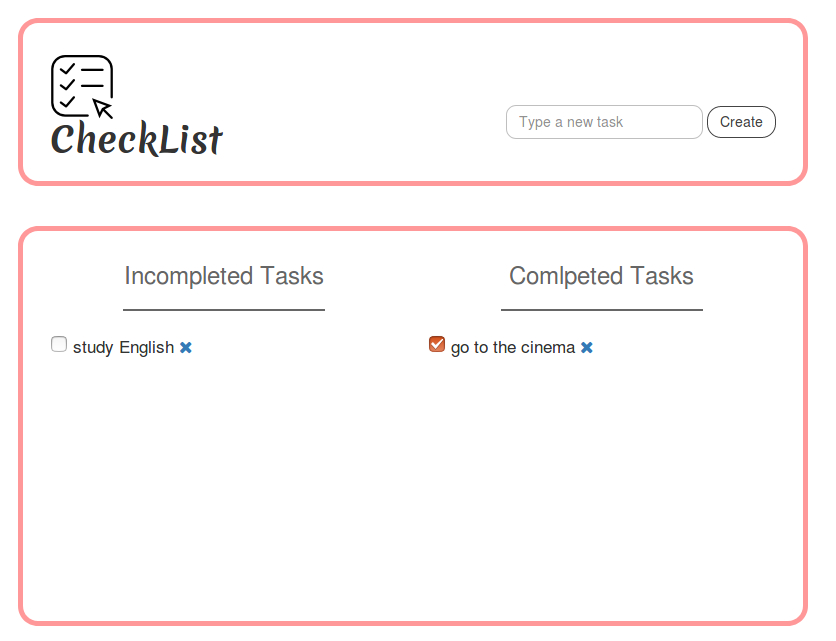 CheckList
Type a new task
Create
Incompleted Tasks
Comlpeted Tasks
study English
go to the cinema